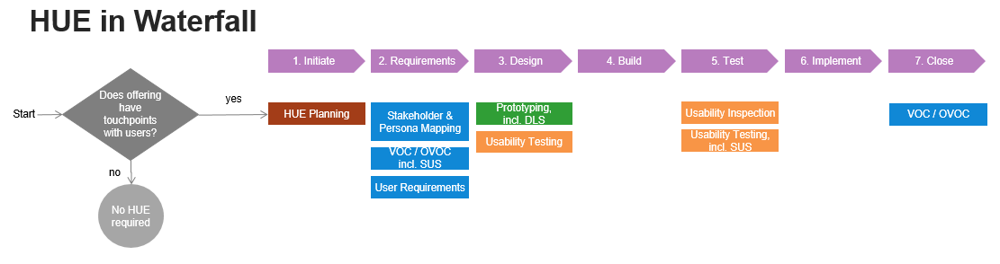 HUE in Waterfall
1. Initiate
2. Requirements
3. Design
4. Build
5. Test
6. Implement
7. Close
Start
Does offering
have
touchpoints
with users?
yes
no
No HUE
required
HUE Planning
Stakeholder &
Persona Mapping
VOC / OVOC
incl. SUS
User Requirements
Prototyping,
incl. DLS
Usability Testing
Usability Inspection
Usability Testing,
incl. SUS
VOC / OVOC